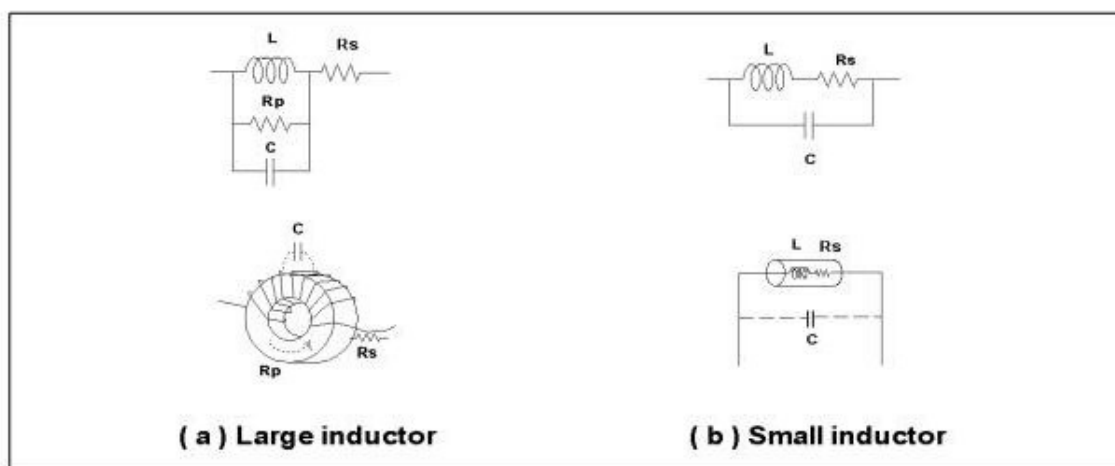 L
Rs
Rp
C
L
Rs
C
C
Rp
Rs
L Rs
C
( a ) Large inductor
( b ) Small inductor